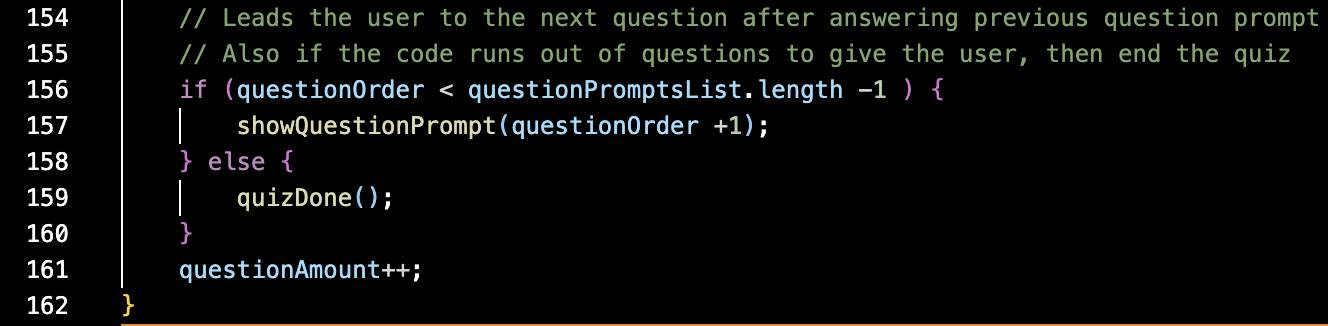 154 // Leads the user to the next question after answering previous question prompt
155 // Also if the code runs out of questions to give the user, then end the quiz
156 if (questionOrder < questionPromptsList.length -1 ) {
157 showQuestionPrompt(questionOrder +1);
158 } else {
159 quizDone();
160 }
161 questionAmount++;
162 }